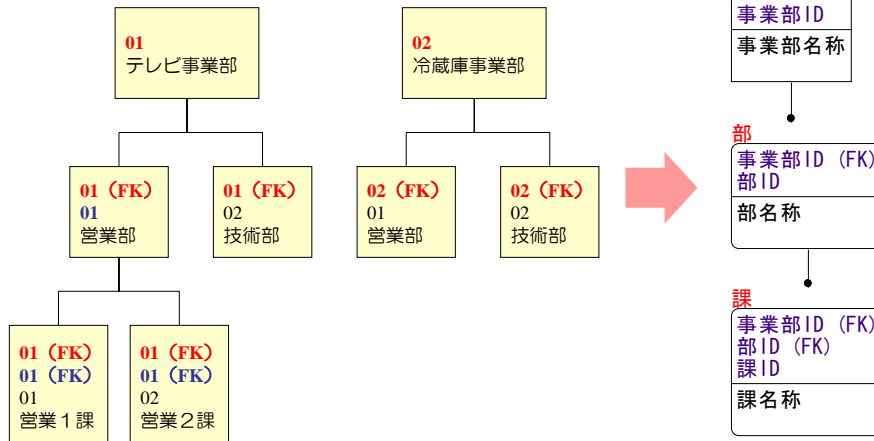 01
テレビ事業部
02
冷蔵庫事業部
01（FK）
01
営業部
01（FK）
02
技術部
02（FK）
01
営業部
02（FK）
02
技術部
01（FK）
01（FK）
01
営業１課
01（FK）
01（FK）
02
営業２課
事業部ID
事業部名称
部
事業部ID（FK）
部ID
部名称
課
事業部ID（FK）
部ID（FK）
課ID
課名称